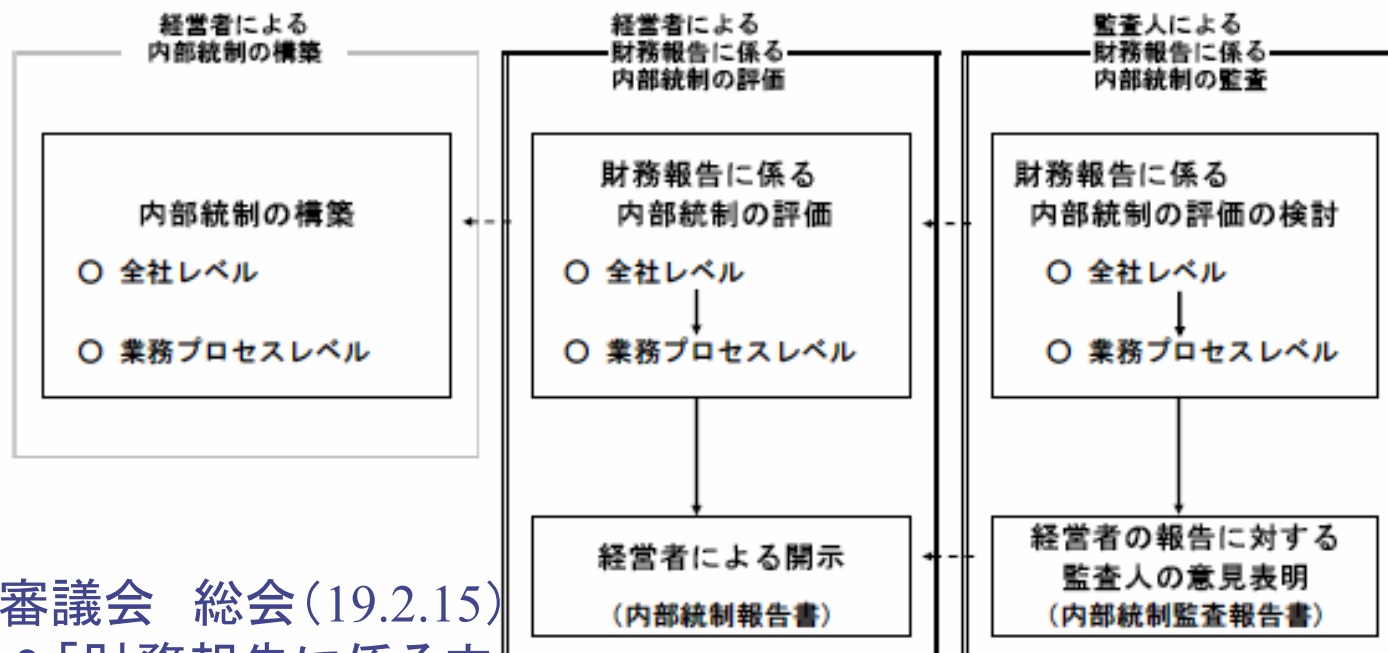 経営者による
内部統制の構築
内部統制の構築
○ 全社レベル
○ 業務プロセスレベル
経営者による
財務報告に係る
内部統制の評価
財務報告に係る
内部統制の評価
○ 全社レベル
○ 業務プロセスレベル
経営者による開示
（内部統制報告書）
監査人による
財務報告に係る
内部統制の監査
財務報告に係る
内部統制の評価の検討
○ 全社レベル
○ 業務プロセスレベル
経営者の報告に対する
監査人の意見表明
（内部統制監査報告書）
審議会　総会（19.2.15）
「財務報告に係る